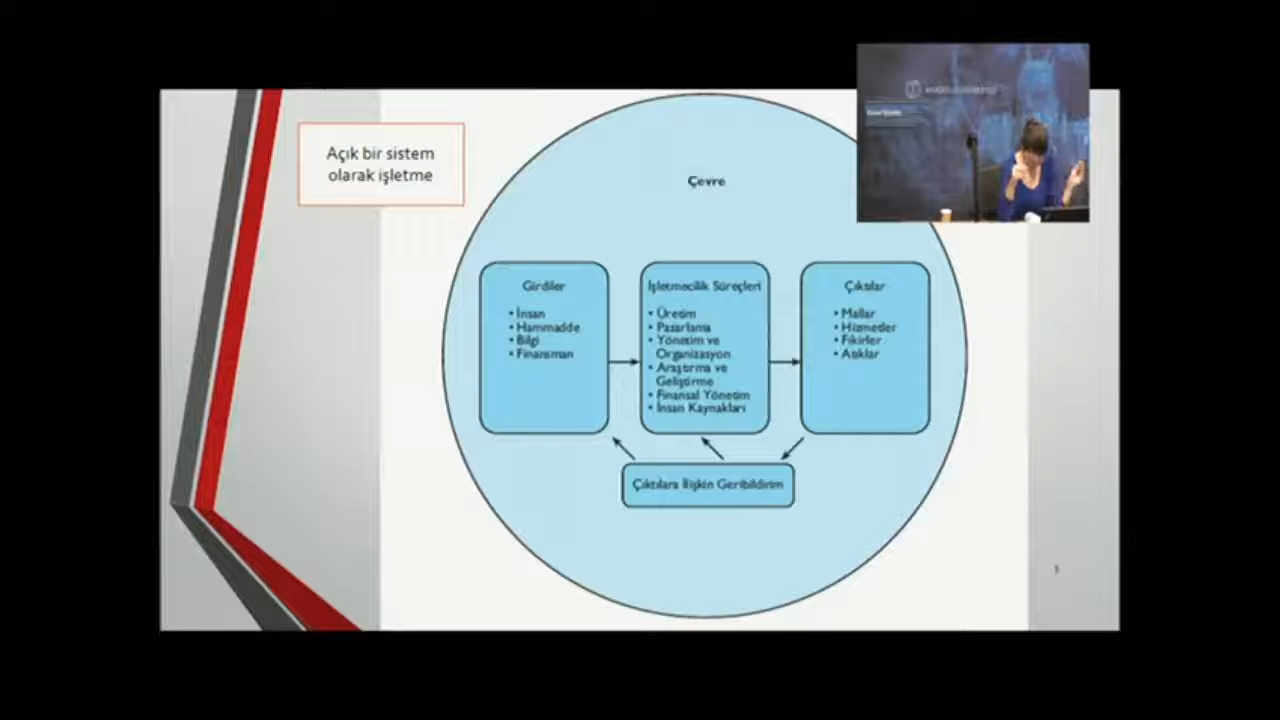 Açık bir sistem
olarak işletme
Çevre
Girdiler
• İnsan
• Hammadde
• Bilgi
• Finansman
İşletmecilik Süreçleri
• Üretim
• Pazarlama
• Yönetim ve
Organizasyon
• Araştırma ve
Geliştirme
• Finansal Yönetim
• İnsan Kaynakları
Çıktılar
• Mallar
• Hizmetler
• Fikirler
• Atıklar
Çıktılara İlişkin Geribildirim